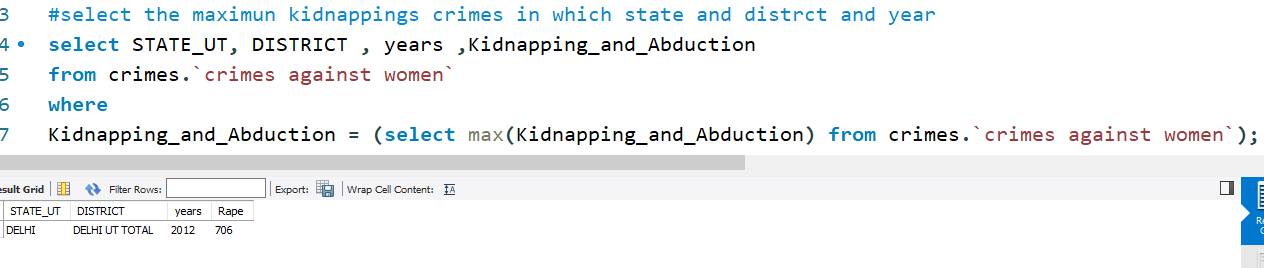 3 #select the maximun kidnappings crimes in which state and distrct and year
4 select STATE_UT, DISTRICT , years ,Kidnapping_and_Abduction
5 from crimes.`crimes against women`
6 where
7 Kidnapping_and_Abduction = (select max(Kidnapping_and_Abduction) from crimes.`crimes against women`);
esult Grid Filter Rows: Export: Wrap Cell Content: IA
STATE_UT DISTRICT years Rape
DELHI DELHI UT TOTAL 2012 706